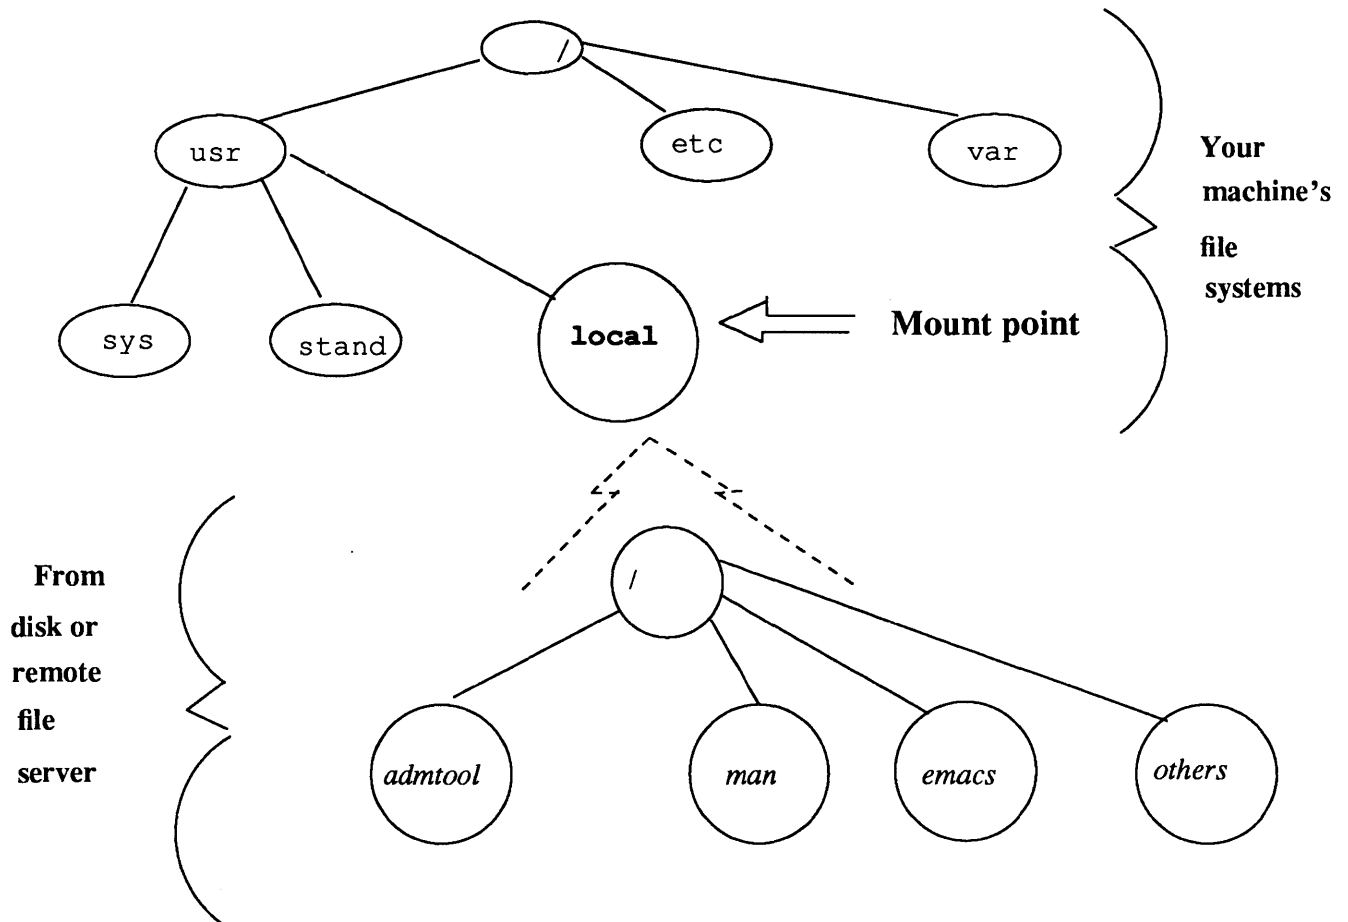 /
usr
etc
var
Your
machine's
file
systems
sys
stand
local
Mount point
From
disk or
remote
file
server
/
admtool
man
emacs
others